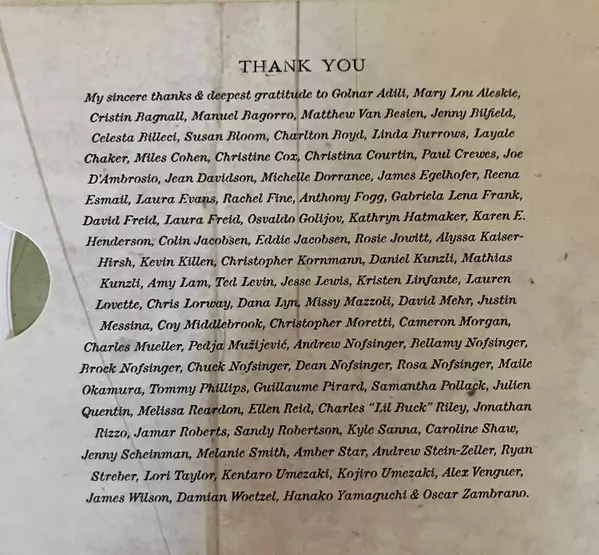 THANK YOU
My sincere thanks & deepest gratitude to Golnar Adili, Mary Lou Aleskie,
Cristin Bagnall, Manuel Bagorro, Matthew Van Besien, Jenny Bilfield,
Celesta Billeci, Susan Bloom, Charlton Boyd, Linda Burrows, Layale
Chaker, Miles Cohen, Christine Cox, Christina Courtin, Paul Crewes, Joe
D'Ambrosio, Jean Davidson, Michelle Dorrance, James Egelhofer, Reena
Esmail, Laura Evans, Rachel Fine, Anthony Fogg, Gabriela Lena Frank,
David Freid, Laura Freid, Osvaldo Golijov, Kathryn Hatmaker, Karen E.
Henderson, Colin Jacobsen, Eddie Jacobsen, Rosie Jowitt, Alyssa Kaiser-
Hirsh, Kevin Killen, Christopher Kornmann, Daniel Kunzli, Mathias
Kunzli, Amy Lam, Ted Levin, Jesse Lewis, Kristen Linfante, Lauren
Lovette, Chris Lorway, Dana Lyn, Missy Mazzoli, David Mehr, Justin
Messina, Coy Middlebrook, Christopher Moretti, Cameron Morgan,
Charles Mueller, Pedja Mužijević, Andrew Nofsinger, Bellamy Nofsinger,
Brock Nofsinger, Chuck Nofsinger, Dean Nofsinger, Rosa Nofsinger, Maile
Okamura, Tommy Phillips, Guillaume Pirard, Samantha Pollack, Julien
Quentin, Melissa Reardon, Ellen Reid, Charles "Lil Buck" Riley, Jonathan
Rizzo, Jamar Roberts, Sandy Robertson, Kyle Sanna, Caroline Shaw,
Jenny Scheinman, Melanie Smith, Amber Star, Andrew Stein-Zeller, Ryan
Streber, Lori Taylor, Kentaro Umezaki, Kojiro Umezaki, Alex Venguer,
James Wilson, Damian Woetzel, Hanako Yamaguchi & Oscar Zambrano.